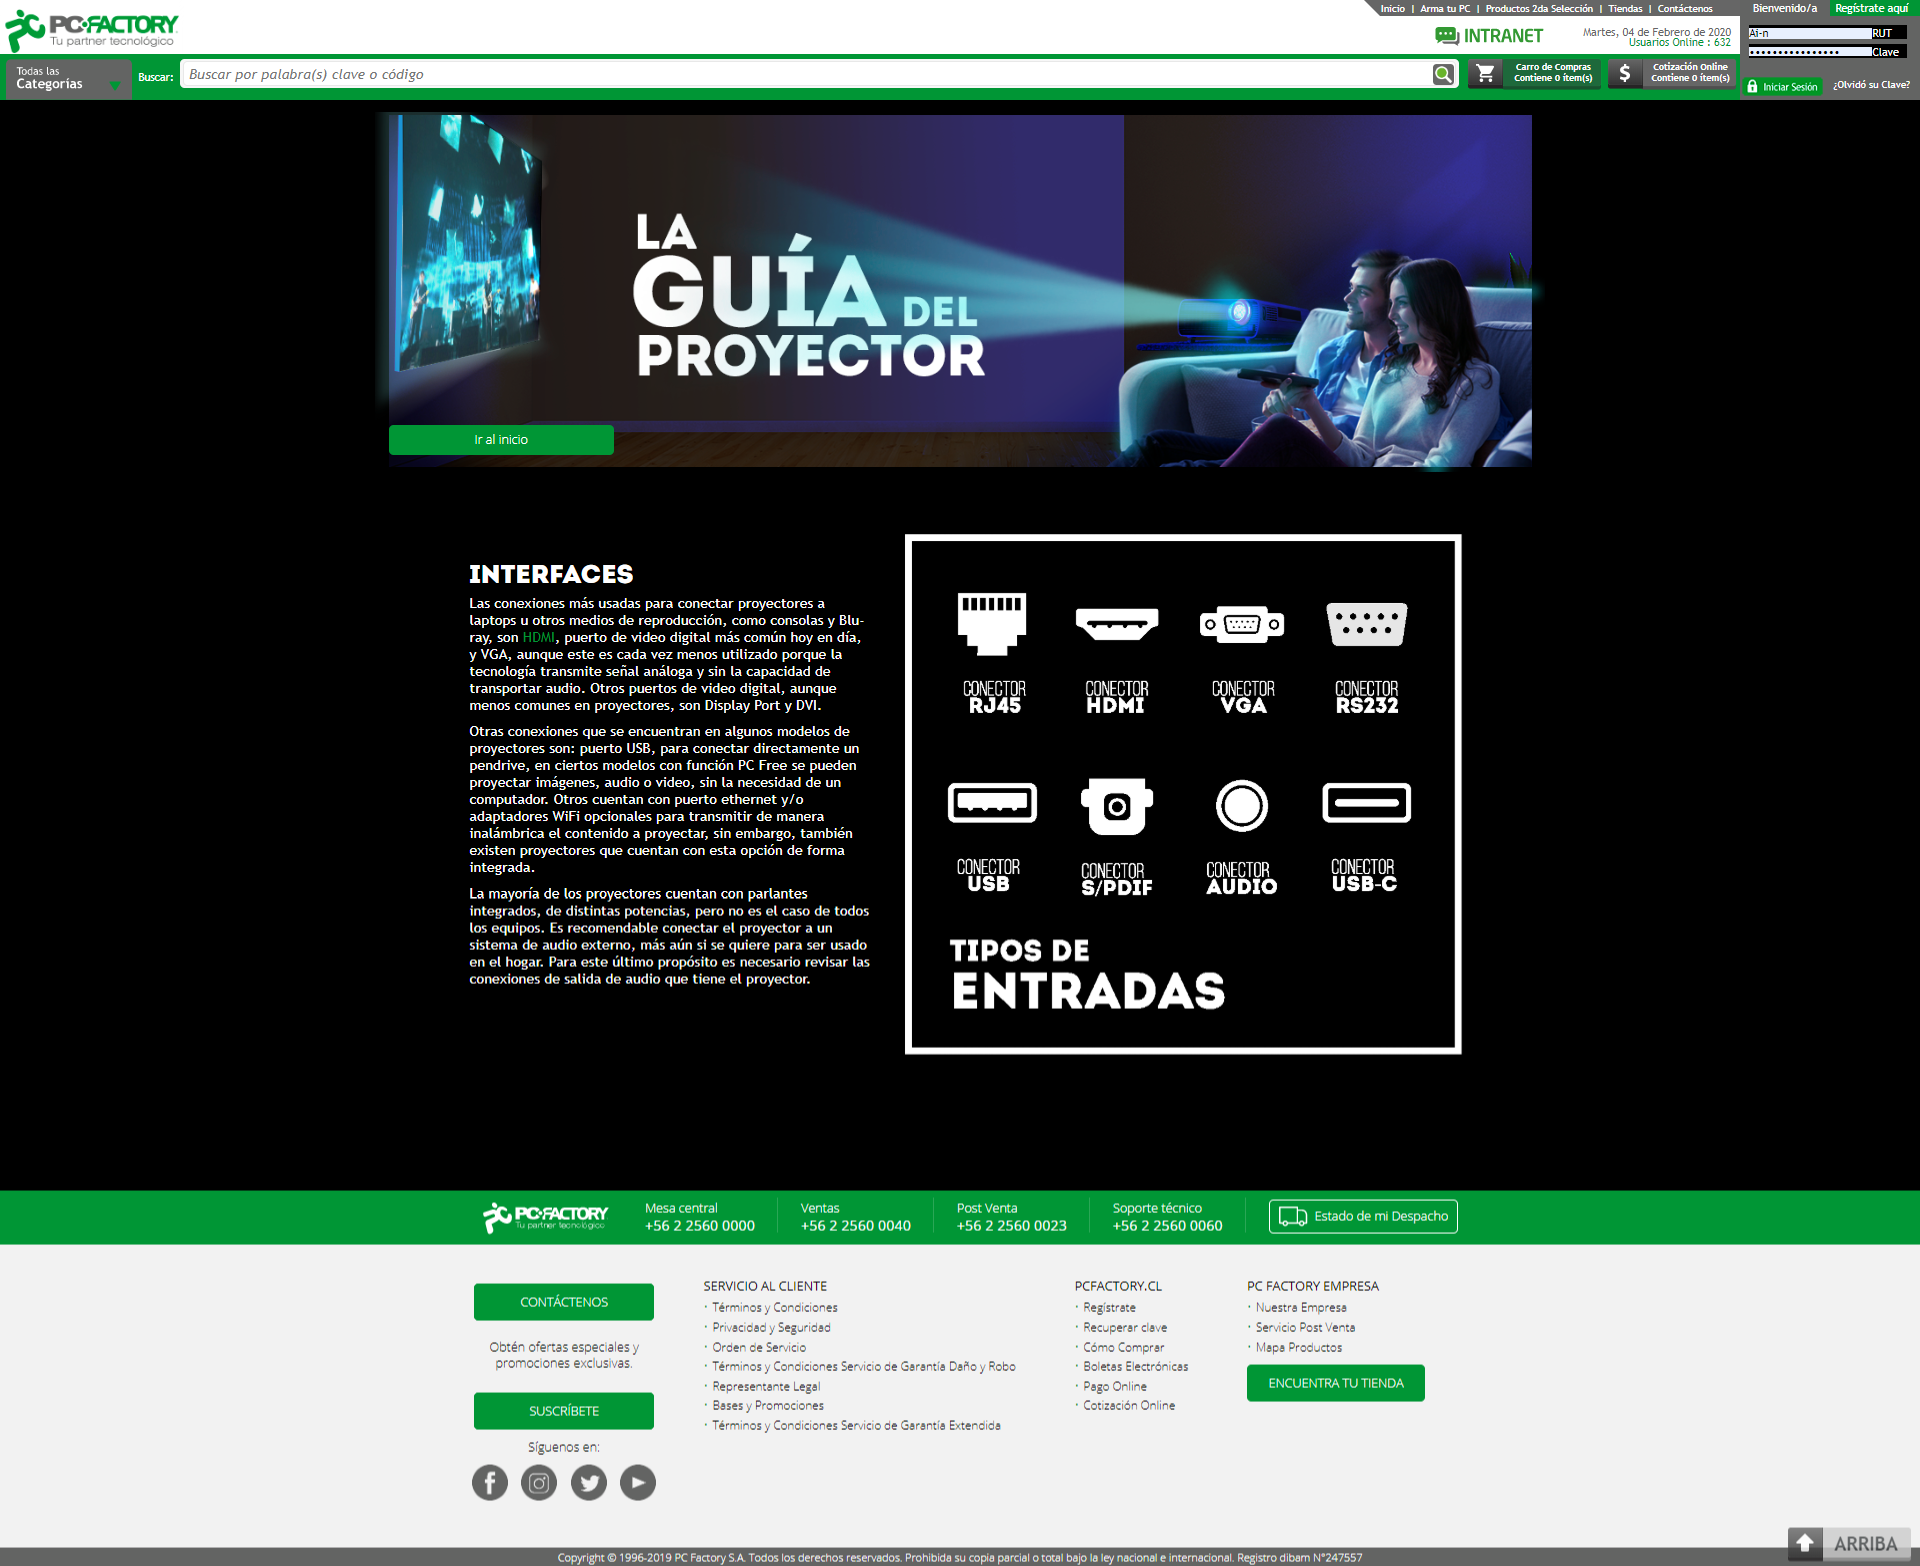 PC FACTORY
Tu partner tecnológico
Inicio | Arma tu PC | Productos 2da Selección | Tiendas | Contáctenos
INTRANET
Martes, 04 de Febrero de 2020
Usuarios Online : 632
Bienvenido/a
Regístrate aquí
Ai-n
RUT
••••••••••••••••
Clave
Iniciar Sesión
¿Olvidó su Clave?
Todas las
Categorías
Buscar:
Buscar por palabra(s) clave o código
Carro de Compras
Contiene 0 ítem(s)
$
Cotización Online
Contiene 0 ítem(s)
LA
GUÍA DEL
PROYECTOR
Ir al inicio
INTERFACES
Las conexiones más usadas para conectar proyectores a
laptops u otros medios de reproducción, como consolas y Blu-
ray, son HDMI, puerto de video digital más común hoy en día,
y VGA, aunque este es cada vez menos utilizado porque la
tecnología transmite señal análoga y sin la capacidad de
transportar audio. Otros puertos de video digital, aunque
menos comunes en proyectores, son Display Port y DVI.
Otras conexiones que se encuentran en algunos modelos de
proyectores son: puerto USB, para conectar directamente un
pendrive, en ciertos modelos con función PC Free se pueden
proyectar imágenes, audio o video, sin la necesidad de un
computador. Otros cuentan con puerto ethernet y/o
adaptadores WiFi opcionales para transmitir de manera
inalámbrica el contenido a proyectar, sin embargo, también
existen proyectores que cuentan con esta opción de forma
integrada.
La mayoría de los proyectores cuentan con parlantes
integrados, de distintas potencias, pero no es el caso de todos
los equipos. Es recomendable conectar el proyector a un
sistema de audio externo, más aún si se quiere para ser usado
en el hogar. Para este último propósito es necesario revisar las
conexiones de salida de audio que tiene el proyector.
CONECTOR
RJ45
CONECTOR
HDMI
CONECTOR
VGA
CONECTOR
RS232
CONECTOR
USB
CONECTOR
S/PDIF
CONECTOR
AUDIO
CONECTOR
USB-C
TIPOS DE
ENTRADAS
PC FACTORY
Tu partner tecnológico
Mesa central
+56 2 2560 0000
Ventas
+56 2 2560 0040
Post Venta
+56 2 2560 0023
Soporte técnico
+56 2 2560 0060
Estado de mi Despacho
CONTÁCTENOS
Obtén ofertas especiales y
promociones exclusivas.
SUSCRÍBETE
Síguenos en:
SERVICIO AL CLIENTE
· Términos y Condiciones
· Privacidad y Seguridad
· Orden de Servicio
· Términos y Condiciones Servicio de Garantía Daño y Robo
· Representante Legal
· Bases y Promociones
· Términos y Condiciones Servicio de Garantía Extendida
PCFACTORY.CL
· Regístrate
· Recuperar clave
· Cómo Comprar
· Boletas Electrónicas
· Pago Online
· Cotización Online
PC FACTORY EMPRESA
· Nuestra Empresa
· Servicio Post Venta
· Mapa Productos
ENCUENTRA TU TIENDA
ARRIBA
Copyright © 1996-2019 PC Factory S.A. Todos los derechos reservados. Prohibida su copia parcial o total bajo la ley nacional e internacional. Registro dibam N°247557